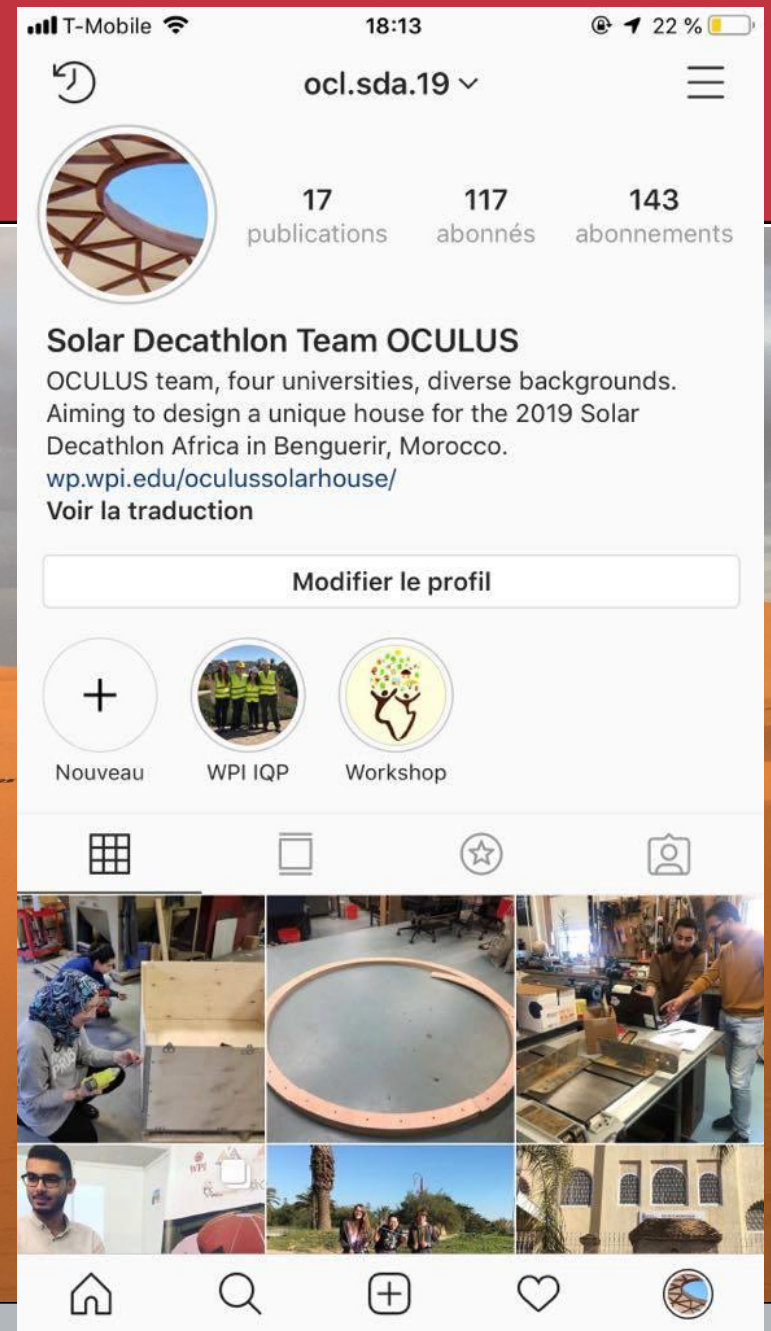 T-Mobile 18:13 22 %
ocl.sda.19
17 117 143
publications abonnés abonnements
Solar Decathlon Team OCULUS
OCULUS team, four universities, diverse backgrounds.
Aiming to design a unique house for the 2019 Solar
Decathlon Africa in Benguerir, Morocco.
wp.wpi.edu/oculussolarhouse/
Voir la traduction
Modifier le profil
Nouveau WPI IQP Workshop
WPI